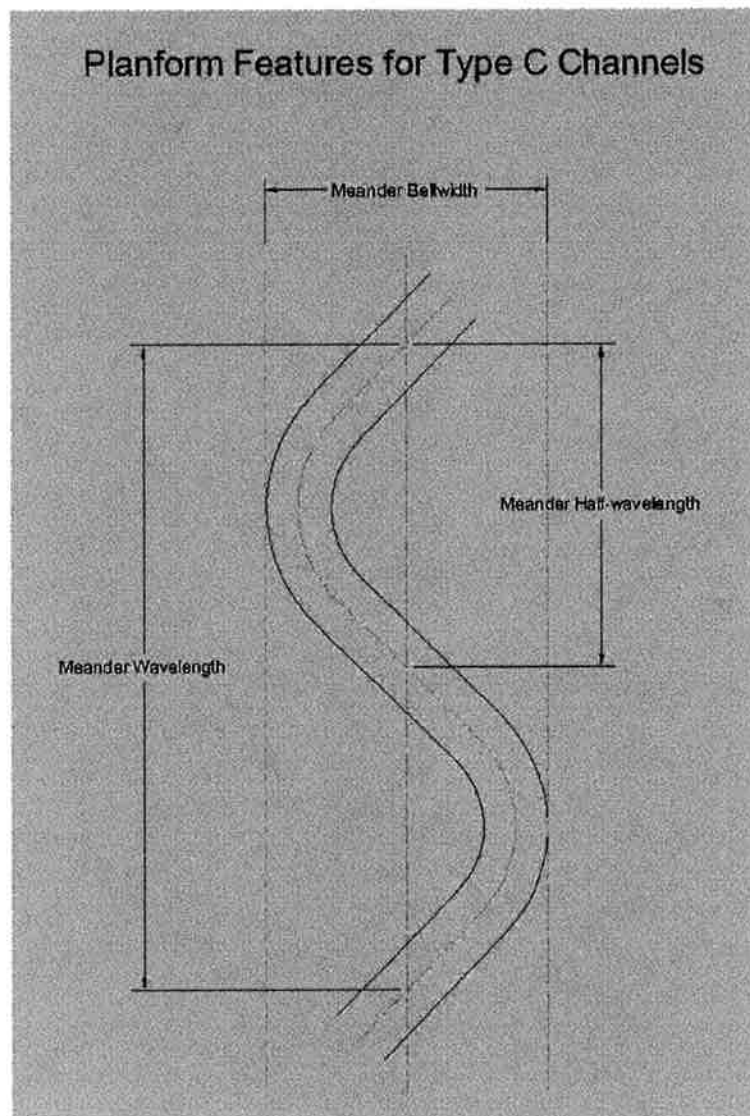 Planform Features for Type C Channels
Meander Beltwidth
Meander Half-wavelength
Meander Wavelength